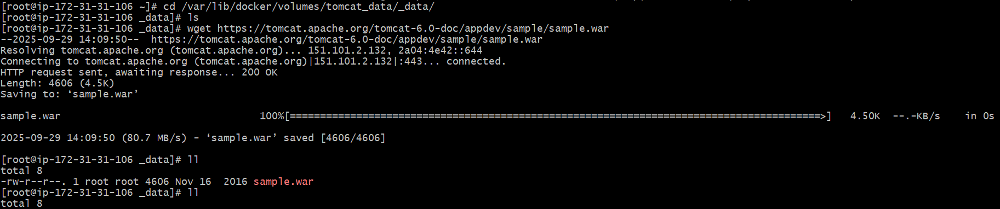 [root@ip-172-31-31-106 ~]# cd /var/lib/docker/volumes/tomcat_data/_data/
[root@ip-172-31-31-106 _data]# ls
[root@ip-172-31-31-106 _data]# wget https://tomcat.apache.org/tomcat-6.0-doc/appdev/sample/sample.war
--2025-09-29 14:09:50--  https://tomcat.apache.org/tomcat-6.0-doc/appdev/sample/sample.war
Resolving tomcat.apache.org (tomcat.apache.org)... 151.101.2.132, 2a04:4e42::644
Connecting to tomcat.apache.org (tomcat.apache.org)|151.101.2.132|:443... connected.
HTTP request sent, awaiting response... 200 OK
Length: 4606 (4.5K)
Saving to: ‘sample.war’
sample.war                                 100%[========================================================================================>]   4.50K  --.-KB/s    in 0s
2025-09-29 14:09:50 (80.7 MB/s) - ‘sample.war’ saved [4606/4606]
[root@ip-172-31-31-106 _data]# ll
total 8
-rw-r--r--. 1 root root 4606 Nov 16  2016 sample.war
[root@ip-172-31-31-106 _data]# ll
total 8